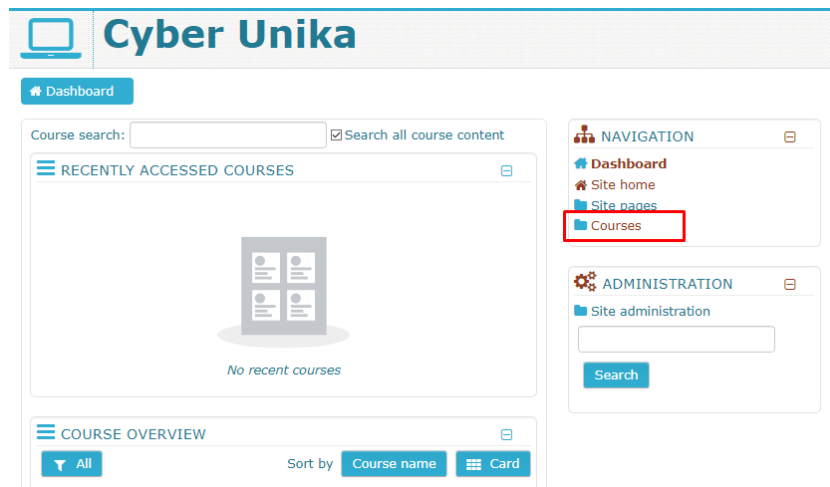 Cyber Unika
Dashboard
Course search:
Search all course content
RECENTLY ACCESSED COURSES
No recent courses
COURSE OVERVIEW
All
Sort by
Course name
Card
NAVIGATION
Dashboard
Site home
Site pages
Courses
ADMINISTRATION
Site administration
Search